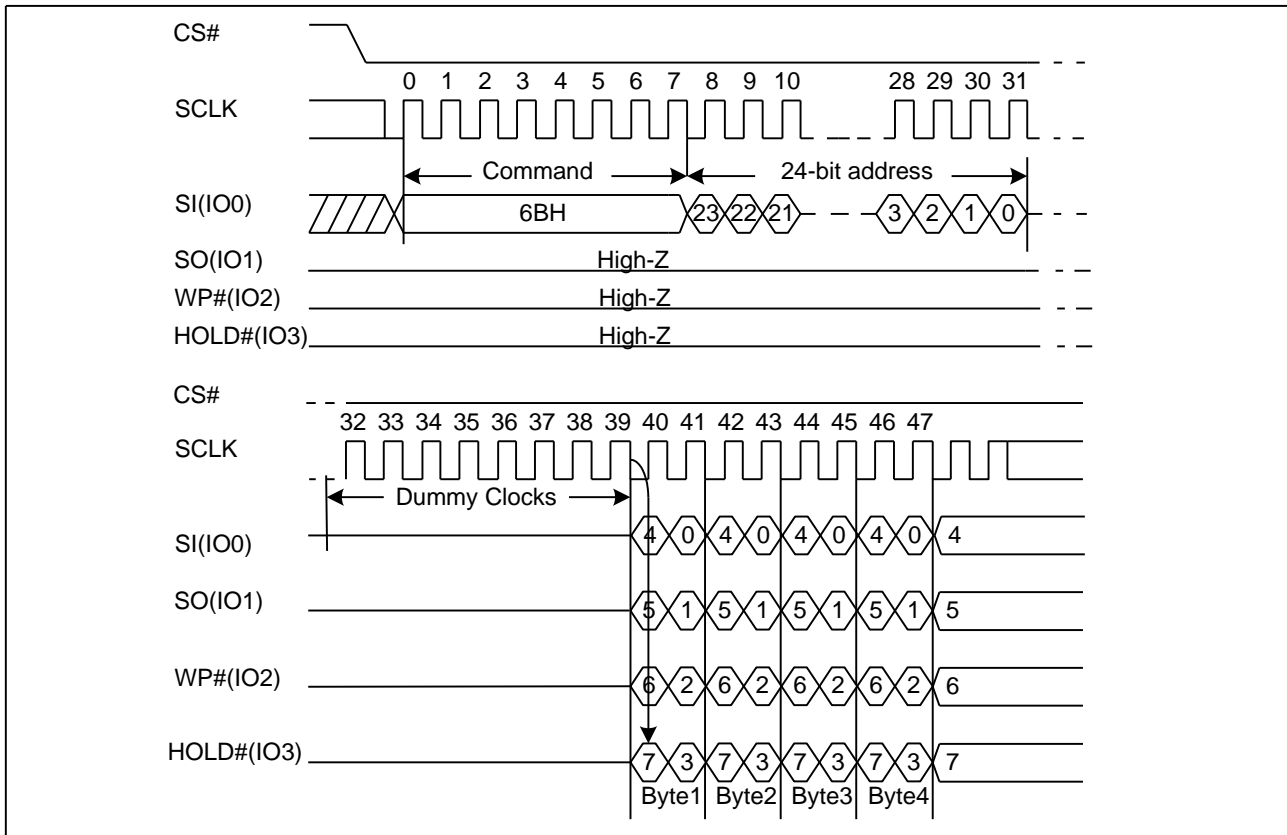 CS#
0 1 2 3 4 5 6 7 8 9 10 28 29 30 31
SCLK
Command 24-bit address
SI(IO0) 6BH 23 22 21 3 2 1 0
SO(IO1) High-Z
WP#(IO2) High-Z
HOLD#(IO3) High-Z
CS#
32 33 34 35 36 37 38 39 40 41 42 43 44 45 46 47
SCLK
Dummy Clocks
SI(IO0) 4 0 4 0 4 0 4 0 4
SO(IO1) 5 1 5 1 5 1 5 1 5
WP#(IO2) 6 2 6 2 6 2 6 2 6
HOLD#(IO3) 7 3 7 3 7 3 7 3 7
Byte1 Byte2 Byte3 Byte4